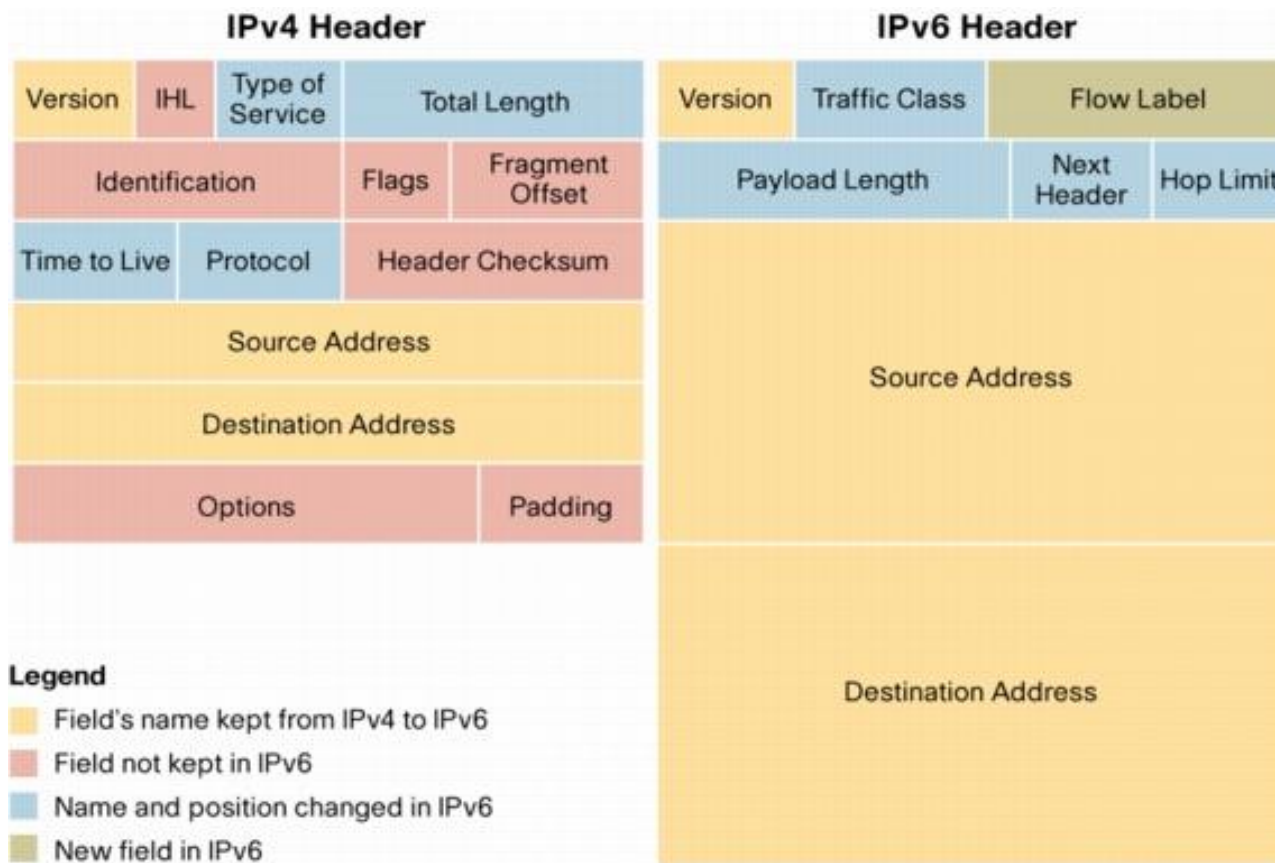 IPv4 Header
IPv6 Header
Version
IHL
Type of
Service
Total Length
Identification
Flags
Fragment
Offset
Time to Live
Protocol
Header Checksum
Source Address
Destination Address
Options
Padding
Version
Traffic Class
Flow Label
Payload Length
Next
Header
Hop Limit
Source Address
Destination Address
Legend
Field's name kept from IPv4 to IPv6
Field not kept in IPv6
Name and position changed in IPv6
New field in IPv6